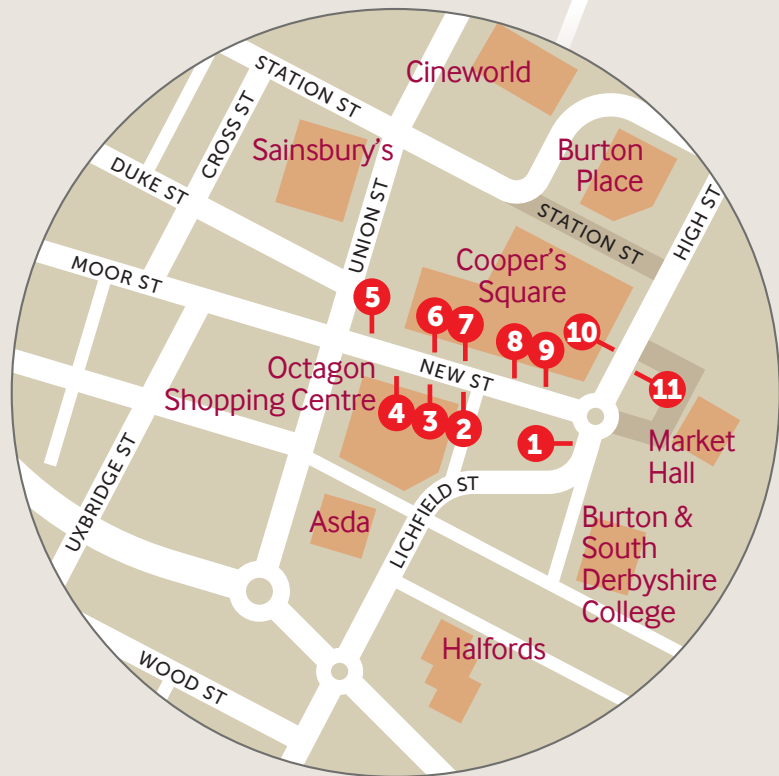 Cineworld
STATION ST
Sainsbury's
CROSS ST
Burton
Place
DUKE ST
UNION ST
STATION ST
HIGH ST
MOOR ST
Cooper's
Square
5
6
7
8
9
10
11
NEW ST
Octagon
Shopping Centre
4
3
2
1
Market
Hall
UXBRIDGE ST
LICHFIELD ST
Asda
Burton &
South
Derbyshire
College
Halfords
WOOD ST